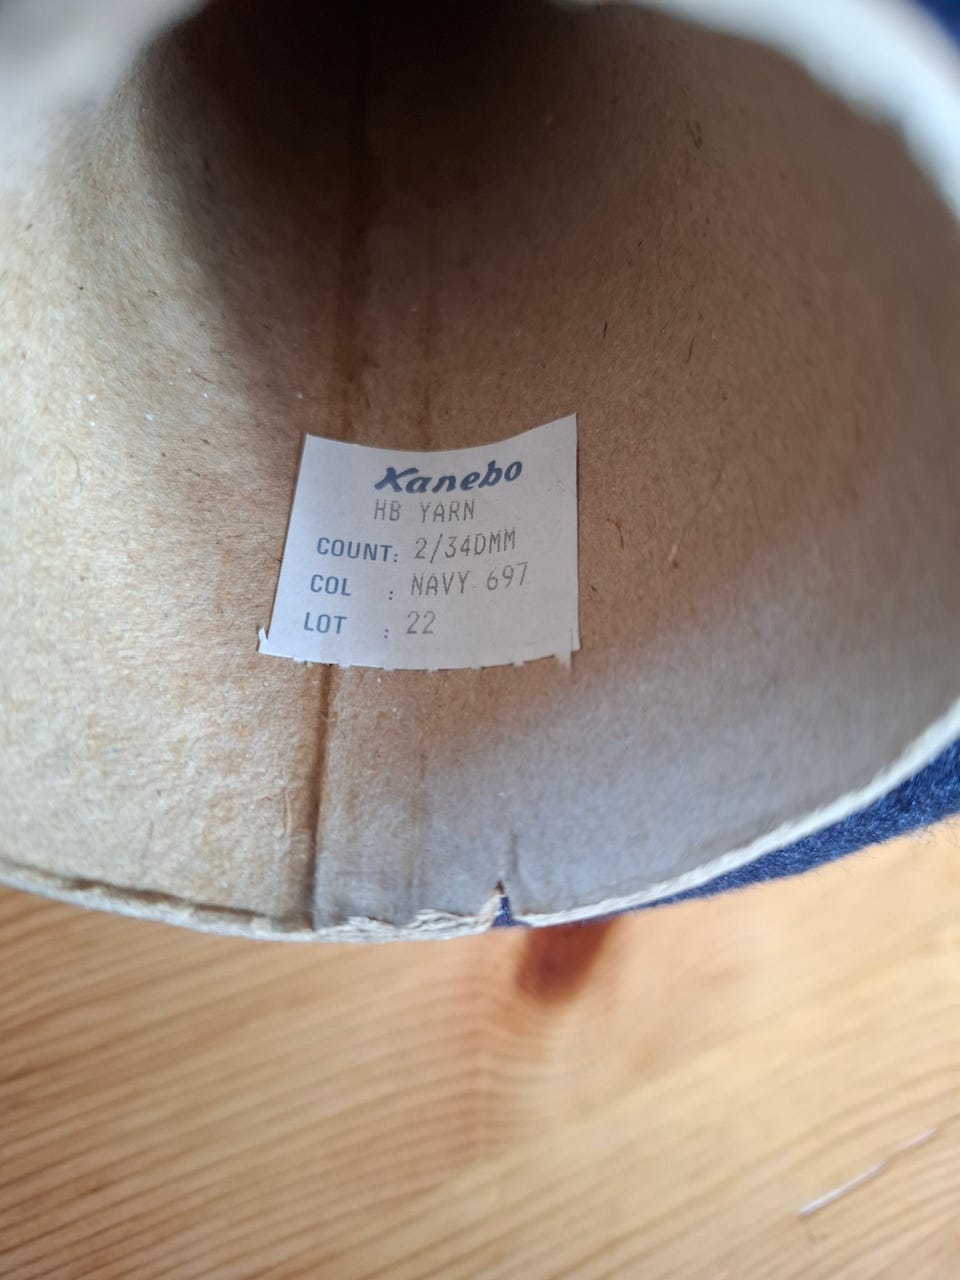 Kanebo
HB YARN
COUNT: 2/34DMM
COL : NAVY 697
LOT : 22